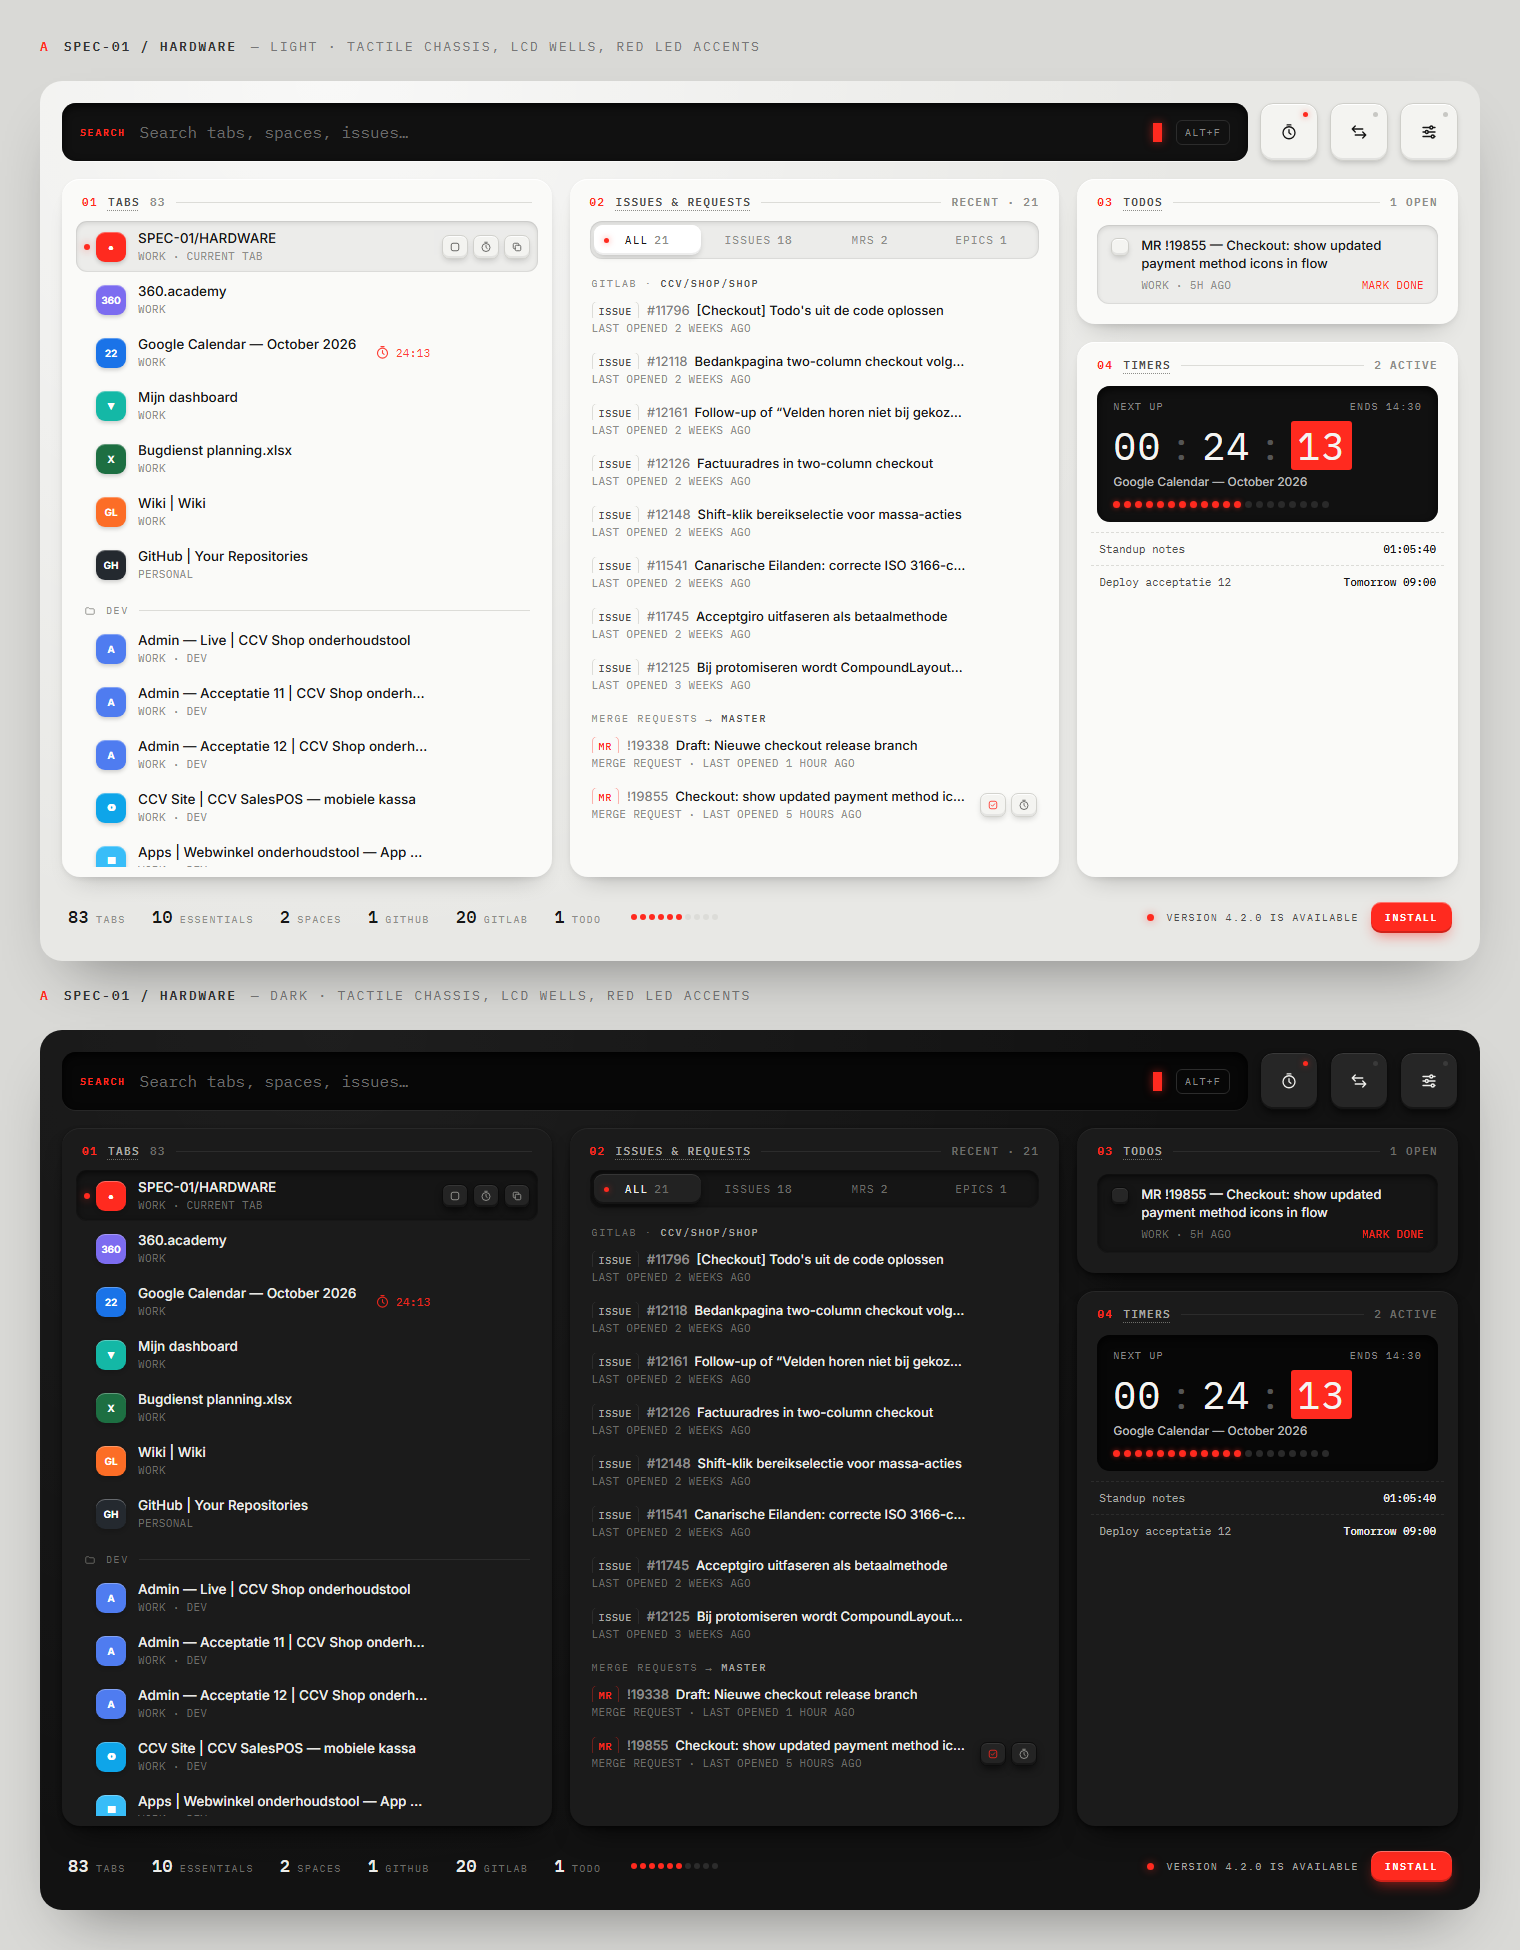 A SPEC-01 / HARDWARE — LIGHT · TACTILE CHASSIS, LCD WELLS, RED LED ACCENTS
SEARCH Search tabs, spaces, issues… ALT+F
01 TABS 83
SPEC-01/HARDWARE
WORK · CURRENT TAB
360 360.academy
WORK
22 Google Calendar — October 2026 24:13
WORK
Mijn dashboard
WORK
X Bugdienst planning.xlsx
WORK
GL Wiki | Wiki
WORK
GH GitHub | Your Repositories
PERSONAL
DEV
A Admin — Live | CCV Shop onderhoudstool
WORK · DEV
A Admin — Acceptatie 11 | CCV Shop onderh…
WORK · DEV
A Admin — Acceptatie 12 | CCV Shop onderh…
WORK · DEV
CCV Site | CCV SalesPOS — mobiele kassa
WORK · DEV
Apps | Webwinkel onderhoudstool — App …
02 ISSUES & REQUESTS RECENT · 21
ALL 21 ISSUES 18 MRS 2 EPICS 1
GITLAB · CCV/SHOP/SHOP
ISSUE #11796 [Checkout] Todo's uit de code oplossen
LAST OPENED 2 WEEKS AGO
ISSUE #12118 Bedankpagina two-column checkout volg…
LAST OPENED 2 WEEKS AGO
ISSUE #12161 Follow-up of “Velden horen niet bij gekoz…
LAST OPENED 2 WEEKS AGO
ISSUE #12126 Factuuradres in two-column checkout
LAST OPENED 2 WEEKS AGO
ISSUE #12148 Shift-klik bereikselectie voor massa-acties
LAST OPENED 2 WEEKS AGO
ISSUE #11541 Canarische Eilanden: correcte ISO 3166-c…
LAST OPENED 2 WEEKS AGO
ISSUE #11745 Acceptgiro uitfaseren als betaalmethode
LAST OPENED 2 WEEKS AGO
ISSUE #12125 Bij protomiseren wordt CompoundLayout…
LAST OPENED 3 WEEKS AGO
MERGE REQUESTS → MASTER
MR !19338 Draft: Nieuwe checkout release branch
MERGE REQUEST · LAST OPENED 1 HOUR AGO
MR !19855 Checkout: show updated payment method ic…
MERGE REQUEST · LAST OPENED 5 HOURS AGO
03 TODOS 1 OPEN
MR !19855 — Checkout: show updated
payment method icons in flow
WORK · 5H AGO MARK DONE
04 TIMERS 2 ACTIVE
NEXT UP ENDS 14:30
00 : 24 : 13
Google Calendar — October 2026
Standup notes 01:05:40
Deploy acceptatie 12 Tomorrow 09:00
83 TABS 10 ESSENTIALS 2 SPACES 1 GITHUB 20 GITLAB 1 TODO VERSION 4.2.0 IS AVAILABLE INSTALL
A SPEC-01 / HARDWARE — DARK · TACTILE CHASSIS, LCD WELLS, RED LED ACCENTS
SEARCH Search tabs, spaces, issues… ALT+F
01 TABS 83
SPEC-01/HARDWARE
WORK · CURRENT TAB
360 360.academy
WORK
22 Google Calendar — October 2026 24:13
WORK
Mijn dashboard
WORK
X Bugdienst planning.xlsx
WORK
GL Wiki | Wiki
WORK
GH GitHub | Your Repositories
PERSONAL
DEV
A Admin — Live | CCV Shop onderhoudstool
WORK · DEV
A Admin — Acceptatie 11 | CCV Shop onderh…
WORK · DEV
A Admin — Acceptatie 12 | CCV Shop onderh…
WORK · DEV
CCV Site | CCV SalesPOS — mobiele kassa
WORK · DEV
Apps | Webwinkel onderhoudstool — App …
02 ISSUES & REQUESTS RECENT · 21
ALL 21 ISSUES 18 MRS 2 EPICS 1
GITLAB · CCV/SHOP/SHOP
ISSUE #11796 [Checkout] Todo's uit de code oplossen
LAST OPENED 2 WEEKS AGO
ISSUE #12118 Bedankpagina two-column checkout volg…
LAST OPENED 2 WEEKS AGO
ISSUE #12161 Follow-up of “Velden horen niet bij gekoz…
LAST OPENED 2 WEEKS AGO
ISSUE #12126 Factuuradres in two-column checkout
LAST OPENED 2 WEEKS AGO
ISSUE #12148 Shift-klik bereikselectie voor massa-acties
LAST OPENED 2 WEEKS AGO
ISSUE #11541 Canarische Eilanden: correcte ISO 3166-c…
LAST OPENED 2 WEEKS AGO
ISSUE #11745 Acceptgiro uitfaseren als betaalmethode
LAST OPENED 2 WEEKS AGO
ISSUE #12125 Bij protomiseren wordt CompoundLayout…
LAST OPENED 3 WEEKS AGO
MERGE REQUESTS → MASTER
MR !19338 Draft: Nieuwe checkout release branch
MERGE REQUEST · LAST OPENED 1 HOUR AGO
MR !19855 Checkout: show updated payment method ic…
MERGE REQUEST · LAST OPENED 5 HOURS AGO
03 TODOS 1 OPEN
MR !19855 — Checkout: show updated
payment method icons in flow
WORK · 5H AGO MARK DONE
04 TIMERS 2 ACTIVE
NEXT UP ENDS 14:30
00 : 24 : 13
Google Calendar — October 2026
Standup notes 01:05:40
Deploy acceptatie 12 Tomorrow 09:00
83 TABS 10 ESSENTIALS 2 SPACES 1 GITHUB 20 GITLAB 1 TODO VERSION 4.2.0 IS AVAILABLE INSTALL